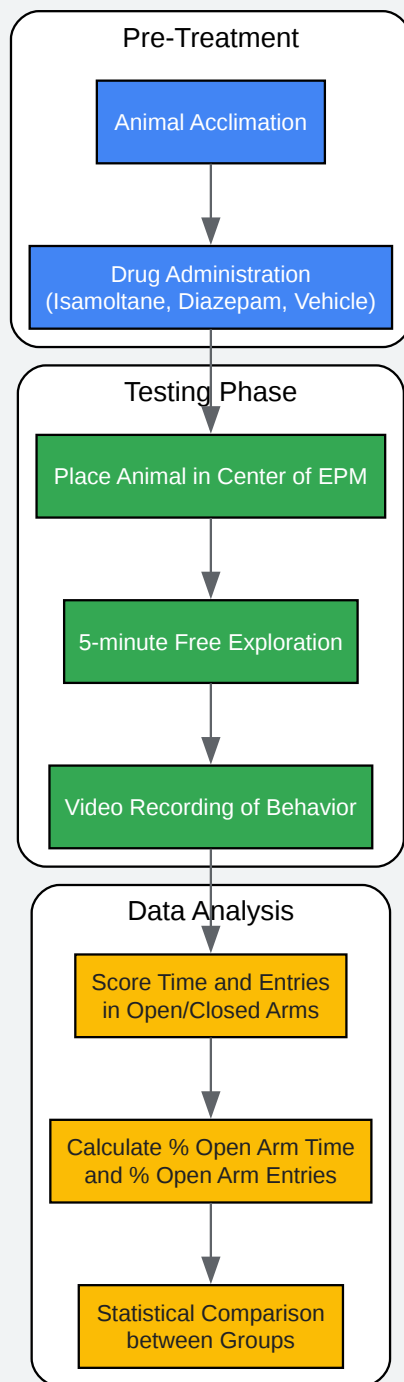 Pre-Treatment
Animal Acclimation
Drug Administration
(Isamoltane, Diazepam, Vehicle)
Testing Phase
Place Animal in Center of EPM
5-minute Free Exploration
Video Recording of Behavior
Data Analysis
Score Time and Entries
in Open/Closed Arms
Calculate % Open Arm Time
and % Open Arm Entries
Statistical Comparison
between Groups